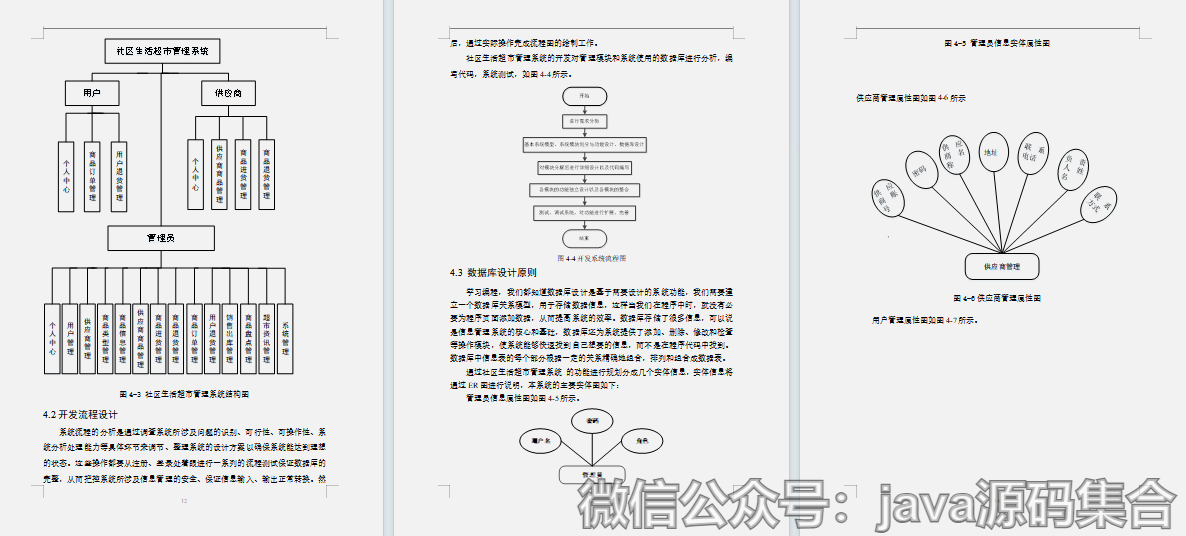 社区生活超市管理系统
用户
供应商
个人中心
商品订单管理
用户退货管理
个人中心
供应商商品管理
商品进货管理
商品退货管理
管理员
个人中心
用户管理
供应商管理
商品类型管理
商品信息管理
供应商商品管理
商品进货管理
商品退货管理
商品订单管理
用户退货管理
销售出库管理
商品盘点管理
超市资讯管理
系统管理
图 4-3 社区生活超市管理系统结构图
4.2 开发流程设计
系统流程的分析是通过调查系统所涉及问题的识别、可行性、可操作性、系
统分析处理能力等具体环节来调节、整理系统的设计方案以确保系统能达到理想
的状态。这些操作都要从注册、登录处着眼进行一系列的流程测试保证数据库的
完整，从而把控系统所涉及信息管理的安全、保证信息输入、输出正常转换。然
12
后，通过实际操作完成流程图的绘制工作。
社区生活超市管理系统的开发对管理模块和系统使用的数据库进行分析，编
写代码，系统测试，如图 4-4 所示。
开始
进行需求分析
基本系统模型、系统模块划分与功能设计、数据库设计
对模块分解后进行详细设计以及代码编写
各模块的功能独立设计以及各模块的整合
测试、调试系统，对功能进行扩展、完善
结束
图 4-4 开发系统流程图
4.3 数据库设计原则
学习编程，我们都知道数据库设计是基于需要设计的系统功能，我们需要建
立一个数据库关系模型，用于存储数据信息，这样当我们在程序中时，就没有必
要为程序页面添加数据，从而提高系统的效率。数据库存储了很多信息，可以说
是信息管理系统的核心和基础，数据库还为系统提供了添加、删除、修改和检查
等操作模块，使系统能够快速找到自己想要的信息，而不是在程序代码中找到。
数据库中信息表的每个部分根据一定的关系精确地组合，排列和组合成数据表。
通过社区生活超市管理系统 的功能进行规划分成几个实体信息，实体信息将
通过 ER 图进行说明，本系统的主要实体图如下：
管理员信息属性图如图 4-5所示。
密码
用户名
角色
管理员
图 4-5 管理员信息实体属性图
供应商管理属性图如图 4-6 所示
供应商账号
密码
供应商名称
地址
联系电话
负责人姓名
联系方式
供应商管理
图 4-6 供应商管理属性图
用户管理属性图如图 4-7 所示。
微信公众号：java源码集合